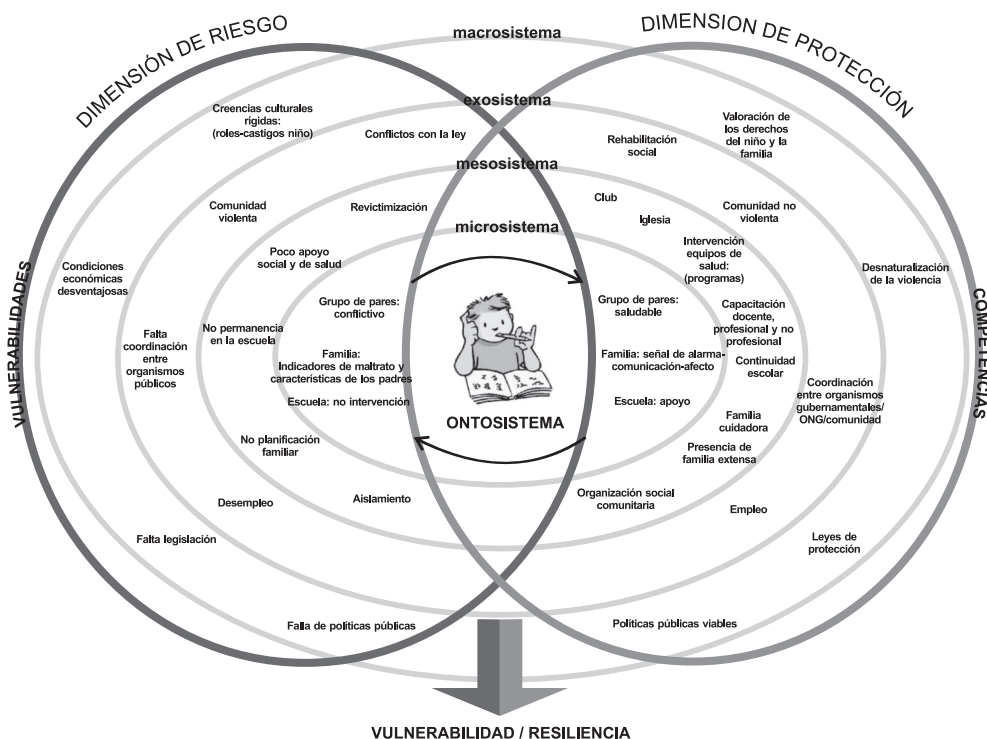 DIMENSIÓN DE RIESGO
DIMENSION DE PROTECCIÓN
macrosistema
exosistema
mesosistema
microsistema
VULNERABILIDADES
COMPETENCIAS
Creencias culturales
rígidas:
(roles-castigos niño)
Conflictos con la ley
Comunidad
violenta
Revictimización
Poco apoyo
social y de salud
Condiciones
económicas
desventajosas
Grupo de pares:
conflictivo
Falta
coordinación
entre
organismos
públicos
No permanencia
en la escuela
Familia:
Indicadores de maltrato y
características de los padres
Escuela: no intervención
No planificación
familiar
Desempleo
Aislamiento
Falta legislación
Falla de políticas públicas
ONTOSISTEMA
Rehabilitación
social
Valoración de
los derechos
del niño y la
familia
Club
Iglesia
Comunidad no
violenta
Intervención
equipos de
salud:
(programas)
Desnaturalización
de la violencia
Grupo de pares:
saludable
Capacitación
docente,
profesional y no
profesional
Familia: señal de alarma-
comunicación-afecto
Continuidad
escolar
Escuela: apoyo
Coordinación
entre organismos
gubernamentales/
ONG/comunidad
Familia
cuidadora
Presencia de
familia extensa
Organización social
comunitaria
Empleo
Leyes de
protección
Políticas públicas viables
VULNERABILIDAD / RESILIENCIA